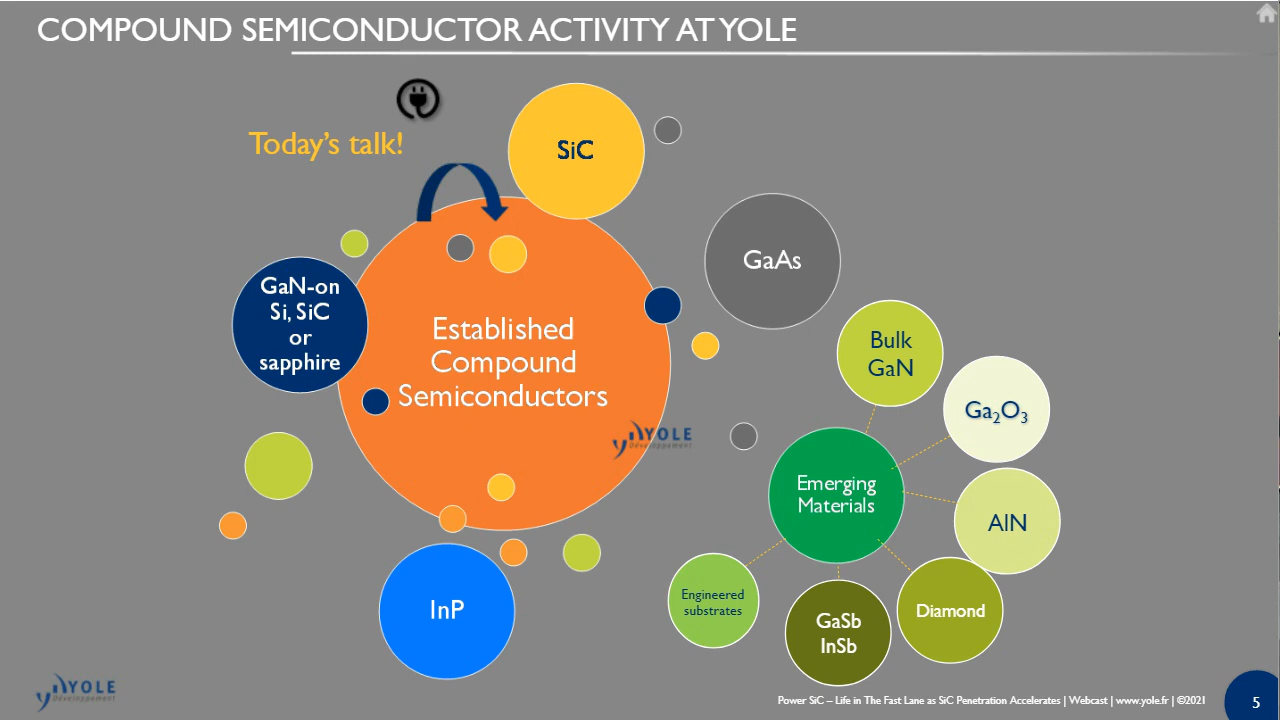 COMPOUND SEMICONDUCTOR ACTIVITY AT YOLE
Today's talk!
SiC
GaAs
GaN-on
Si, SiC
or
sapphire
Established
Compound
Semiconductors
YOLE
Développement
Bulk
GaN
Ga₂O₃
Emerging
Materials
AlN
Engineered
substrates
GaSb
InSb
Diamond
InP
YOLE
Développement
Power SiC – Life in The Fast Lane as SiC Penetration Accelerates | Webcast | www.yole.fr | ©2021
5